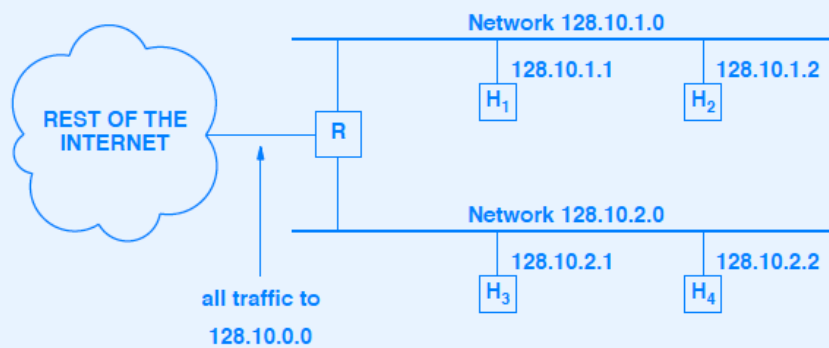 Network 128.10.1.0
128.10.1.1
128.10.1.2
H1
H2
REST OF THE
INTERNET
R
Network 128.10.2.0
128.10.2.1
128.10.2.2
H3
H4
all traffic to
128.10.0.0